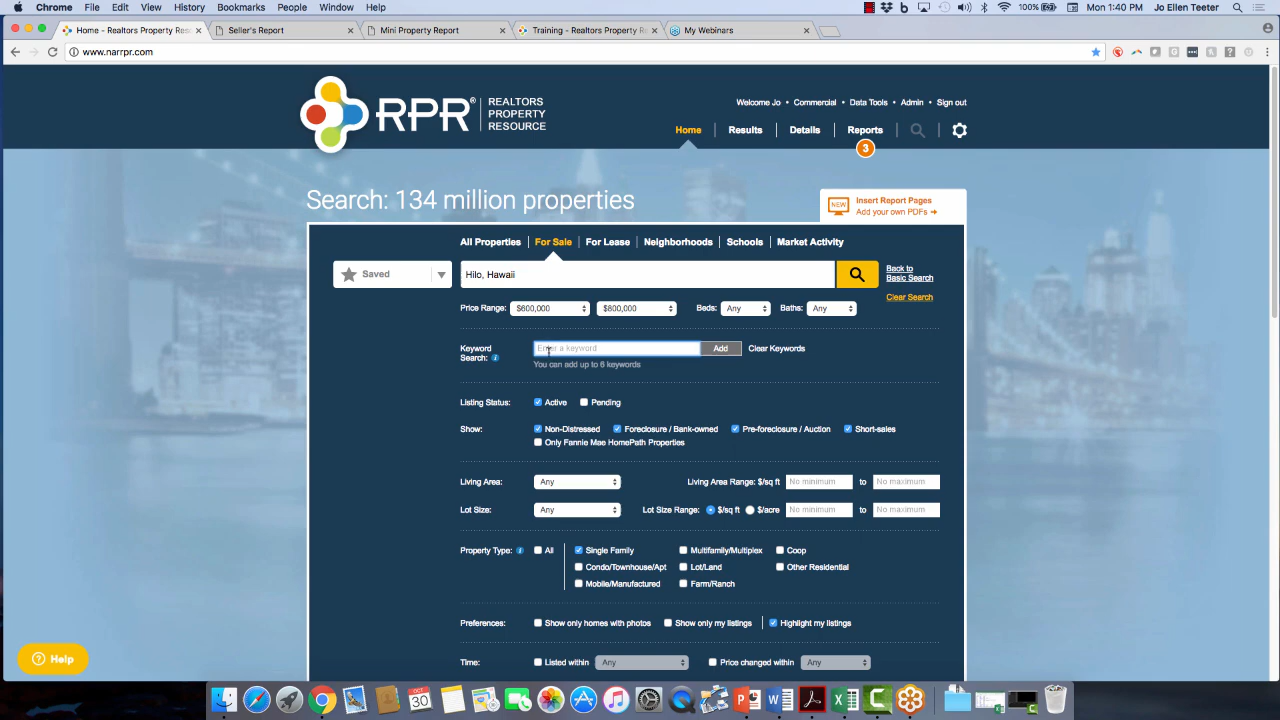 Chrome File Edit View History Bookmarks People Window Help 100% Mon 1:40 PM Jo Ellen Teeter
Home - Realtors Property Res × Seller's Report × Mini Property Report × Training - Realtors Property R × My Webinars ×
www.narrpr.com
RPR® REALTORS PROPERTY RESOURCE
Welcome Jo • Commercial • Data Tools • Admin • Sign out
Home Results Details Reports
3
Search: 134 million properties
NEW Insert Report Pages
Add your own PDFs →
All Properties For Sale For Lease Neighborhoods Schools Market Activity
Saved Hilo, Hawaii Back to
Basic Search
Clear Search
Price Range: $600,000 $800,000 Beds: Any Baths: Any
Keyword
Search: i Enter a keyword Add Clear Keywords
You can add up to 6 keywords
Listing Status: Active Pending
Show: Non-Distressed Foreclosure / Bank-owned Pre-foreclosure / Auction Short-sales
Only Fannie Mae HomePath Properties
Living Area: Any Living Area Range: $/sq ft No minimum to No maximum
Lot Size: Any Lot Size Range: $/sq ft $/acre No minimum to No maximum
Property Type: i All Single Family Multifamily/Multiplex Coop
Condo/Townhouse/Apt Lot/Land Other Residential
Mobile/Manufactured Farm/Ranch
Preferences: Show only homes with photos Show only my listings Highlight my listings
Time: Listed within Any Price changed within Any
? Help
OCT
30